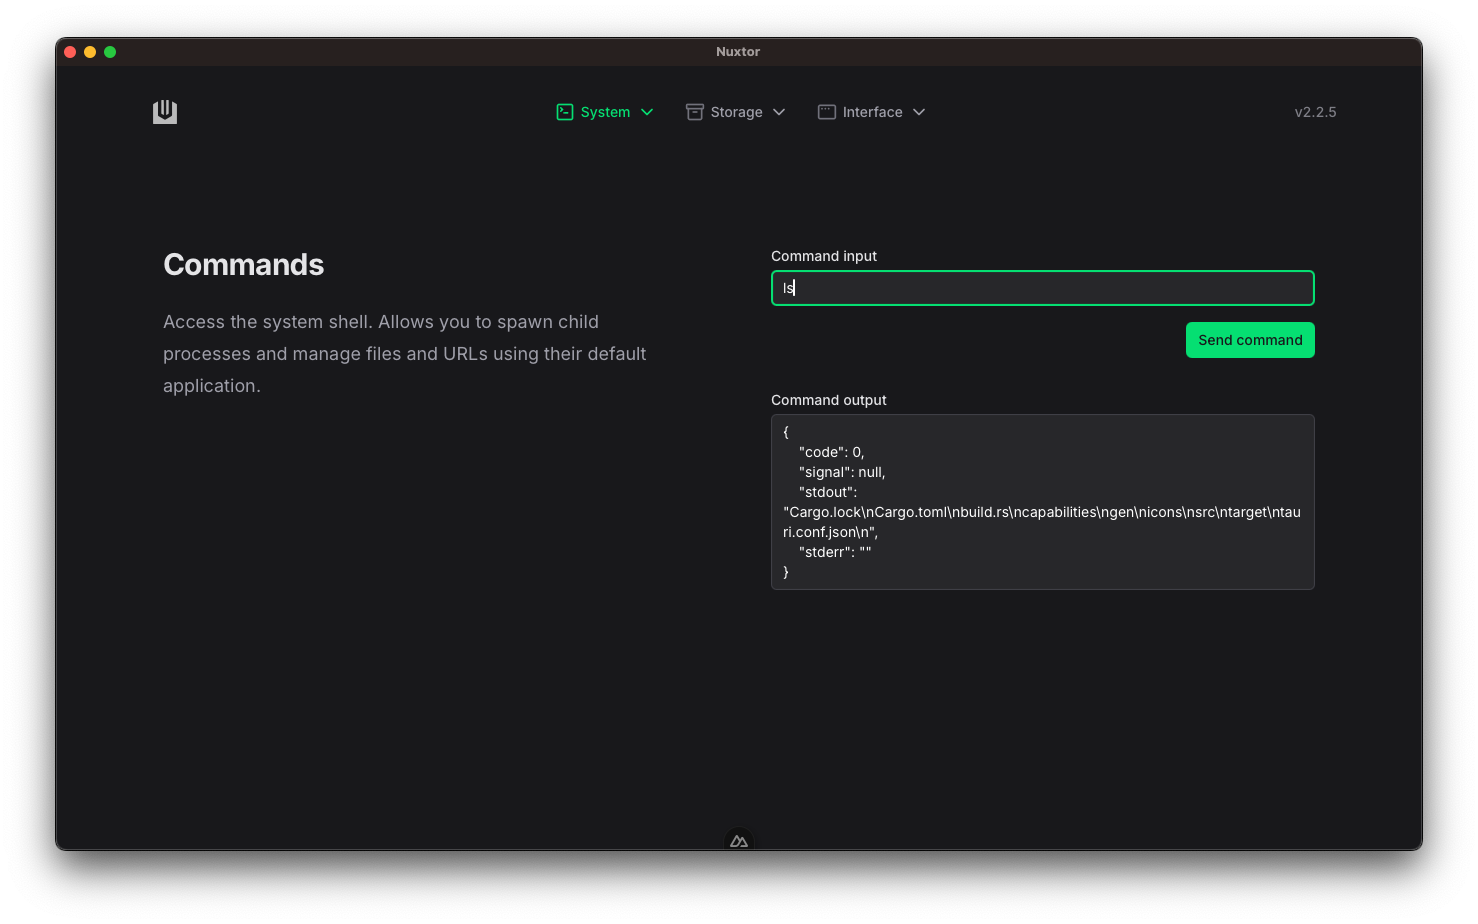 Nuxtor
System
Storage
Interface
v2.2.5
Commands
Access the system shell. Allows you to spawn child
processes and manage files and URLs using their default
application.
Command input
ls
Send command
Command output
{
    "code": 0,
    "signal": null,
    "stdout":
"Cargo.lock\nCargo.toml\nbuild.rs\ncapabilities\ngen\nicons\nsrc\ntarget\ntau
ri.conf.json\n",
    "stderr": ""
}